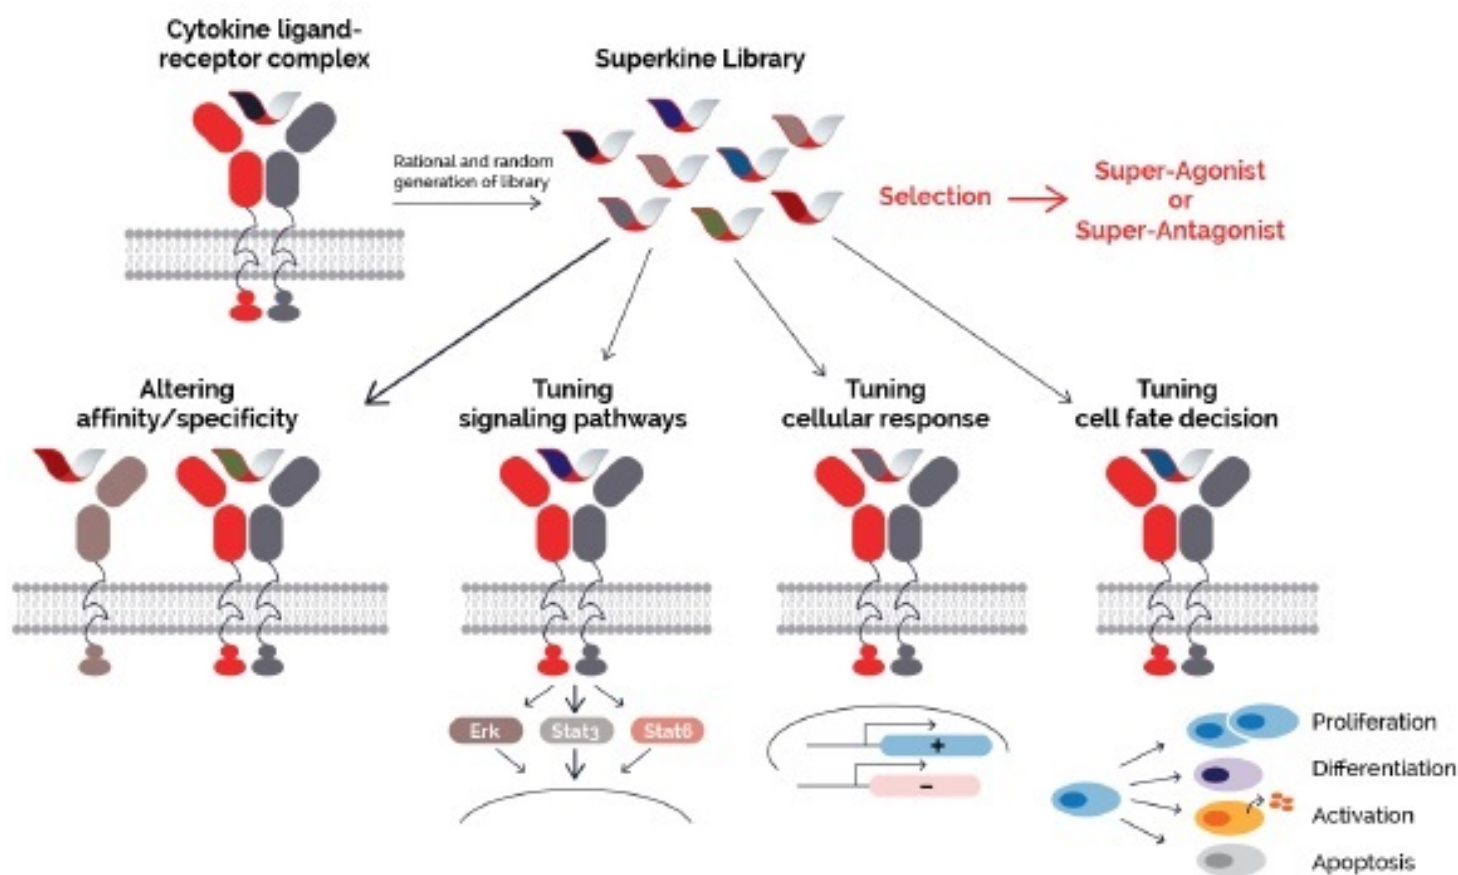 Cytokine ligand-
receptor complex
Superkine Library
Rational and random
generation of library
Selection
Super-Agonist
or
Super-Antagonist
Altering
affinity/specificity
Tuning
signaling pathways
Tuning
cellular response
Tuning
cell fate decision
Erk
Stat3
Stat6
+
-
Proliferation
Differentiation
Activation
Apoptosis